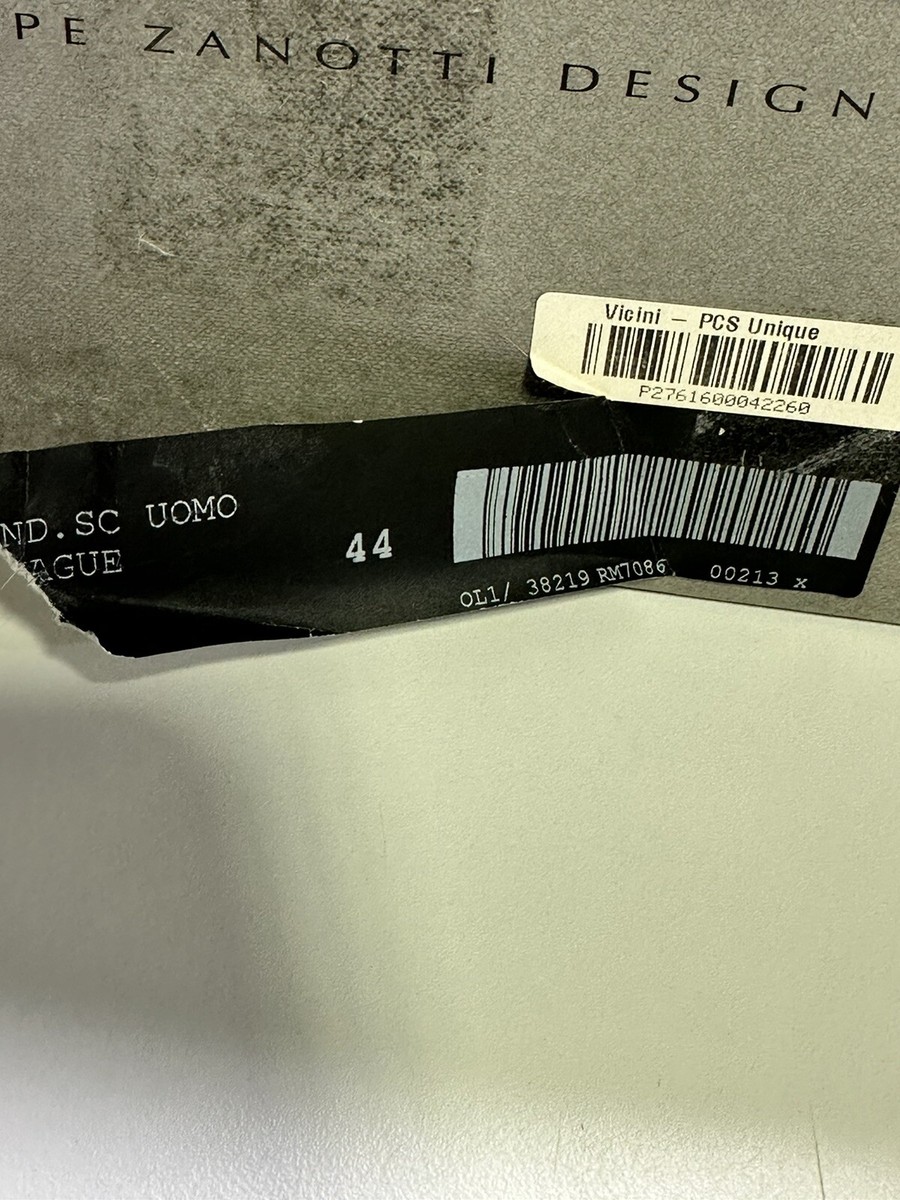 PE ZANOTTI DESIGN
Vicini – PCS Unique
P2761600042260
ND.SC UOMO
AGUE
44
OL1/ 38219 RM7086 00213 x